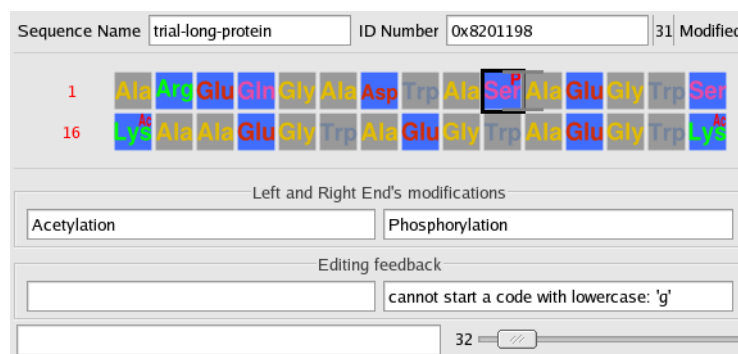 Sequence Name trial-long-protein ID Number 0x8201198 31 Modified
1 Ala Arg Glu Gln Gly Ala Asp Trp Ala Ser P Ala Glu Gly Trp Ser
16 Lys Ac Ala Ala Glu Gly Trp Ala Glu Gly Trp Ala Glu Gly Trp Lys Ac
Left and Right End's modifications
Acetylation Phosphorylation
Editing feedback
cannot start a code with lowercase: 'g'
32